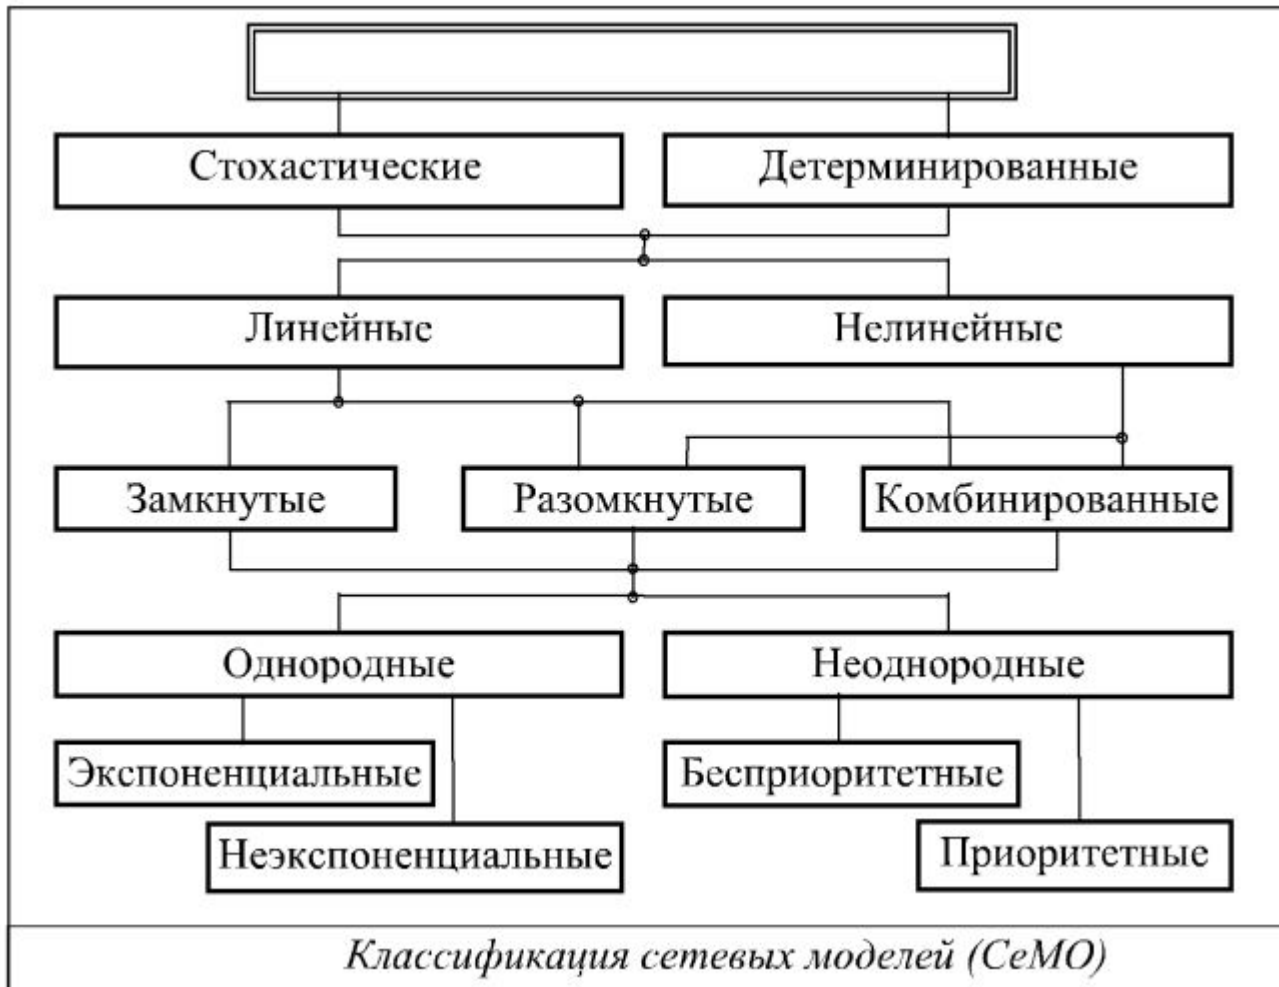 Стохастические
Детерминированные
Линейные
Нелинейные
Замкнутые
Разомкнутые
Комбинированные
Однородные
Неоднородные
Экспоненциальные
Бесприоритетные
Неэкспоненциальные
Приоритетные
Классификация сетевых моделей (СеМО)